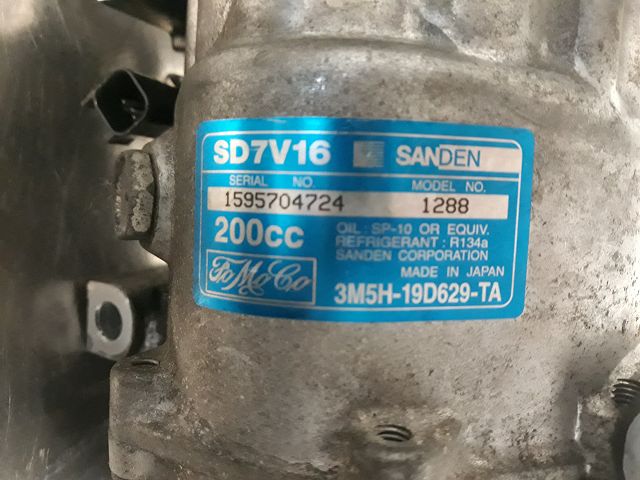 SD7V16 SANDEN
SERIAL NO. MODEL NO.
1595704724 1288
200cc
OIL : SP-10 OR EQUIV.
REFRIGERANT : R134a
SANDEN CORPORATION
MADE IN JAPAN
FoMoCo
3M5H-19D629-TA